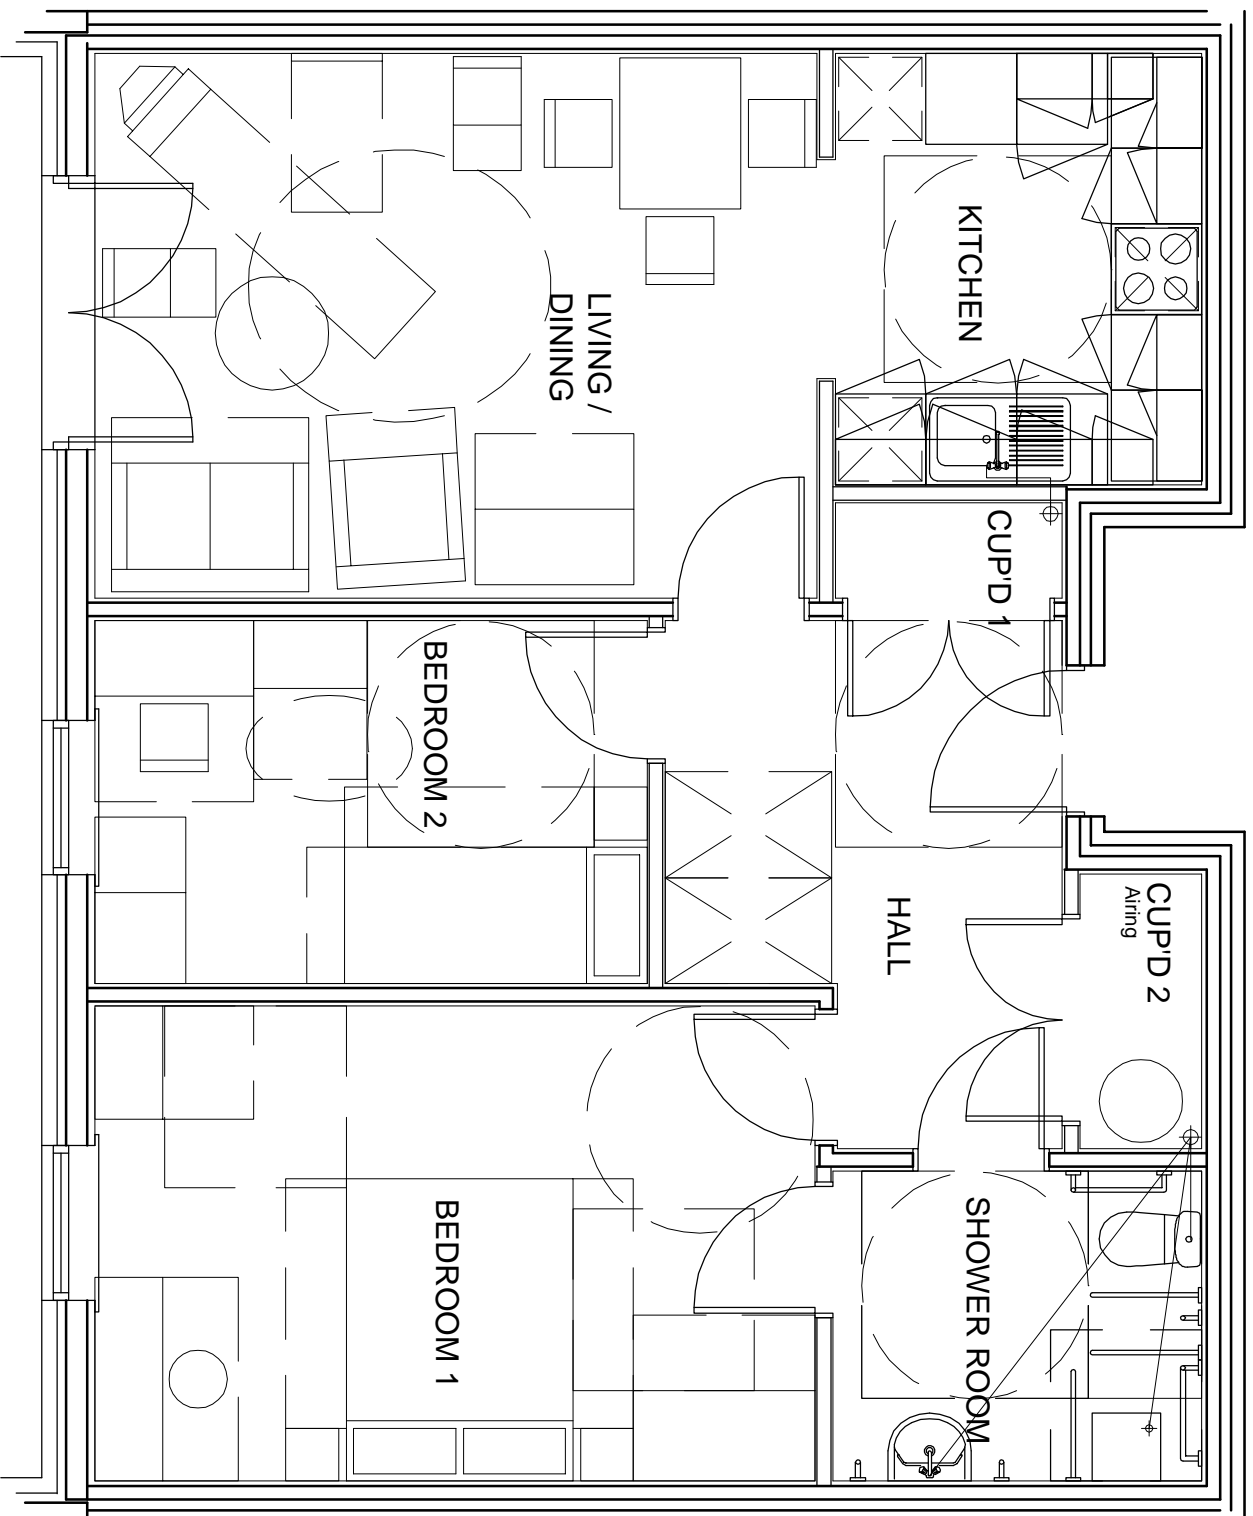 KITCHEN
LIVING /
DINING
CUP'D 1
BEDROOM 2
HALL
CUP'D 2
Airing
BEDROOM 1
SHOWER ROOM